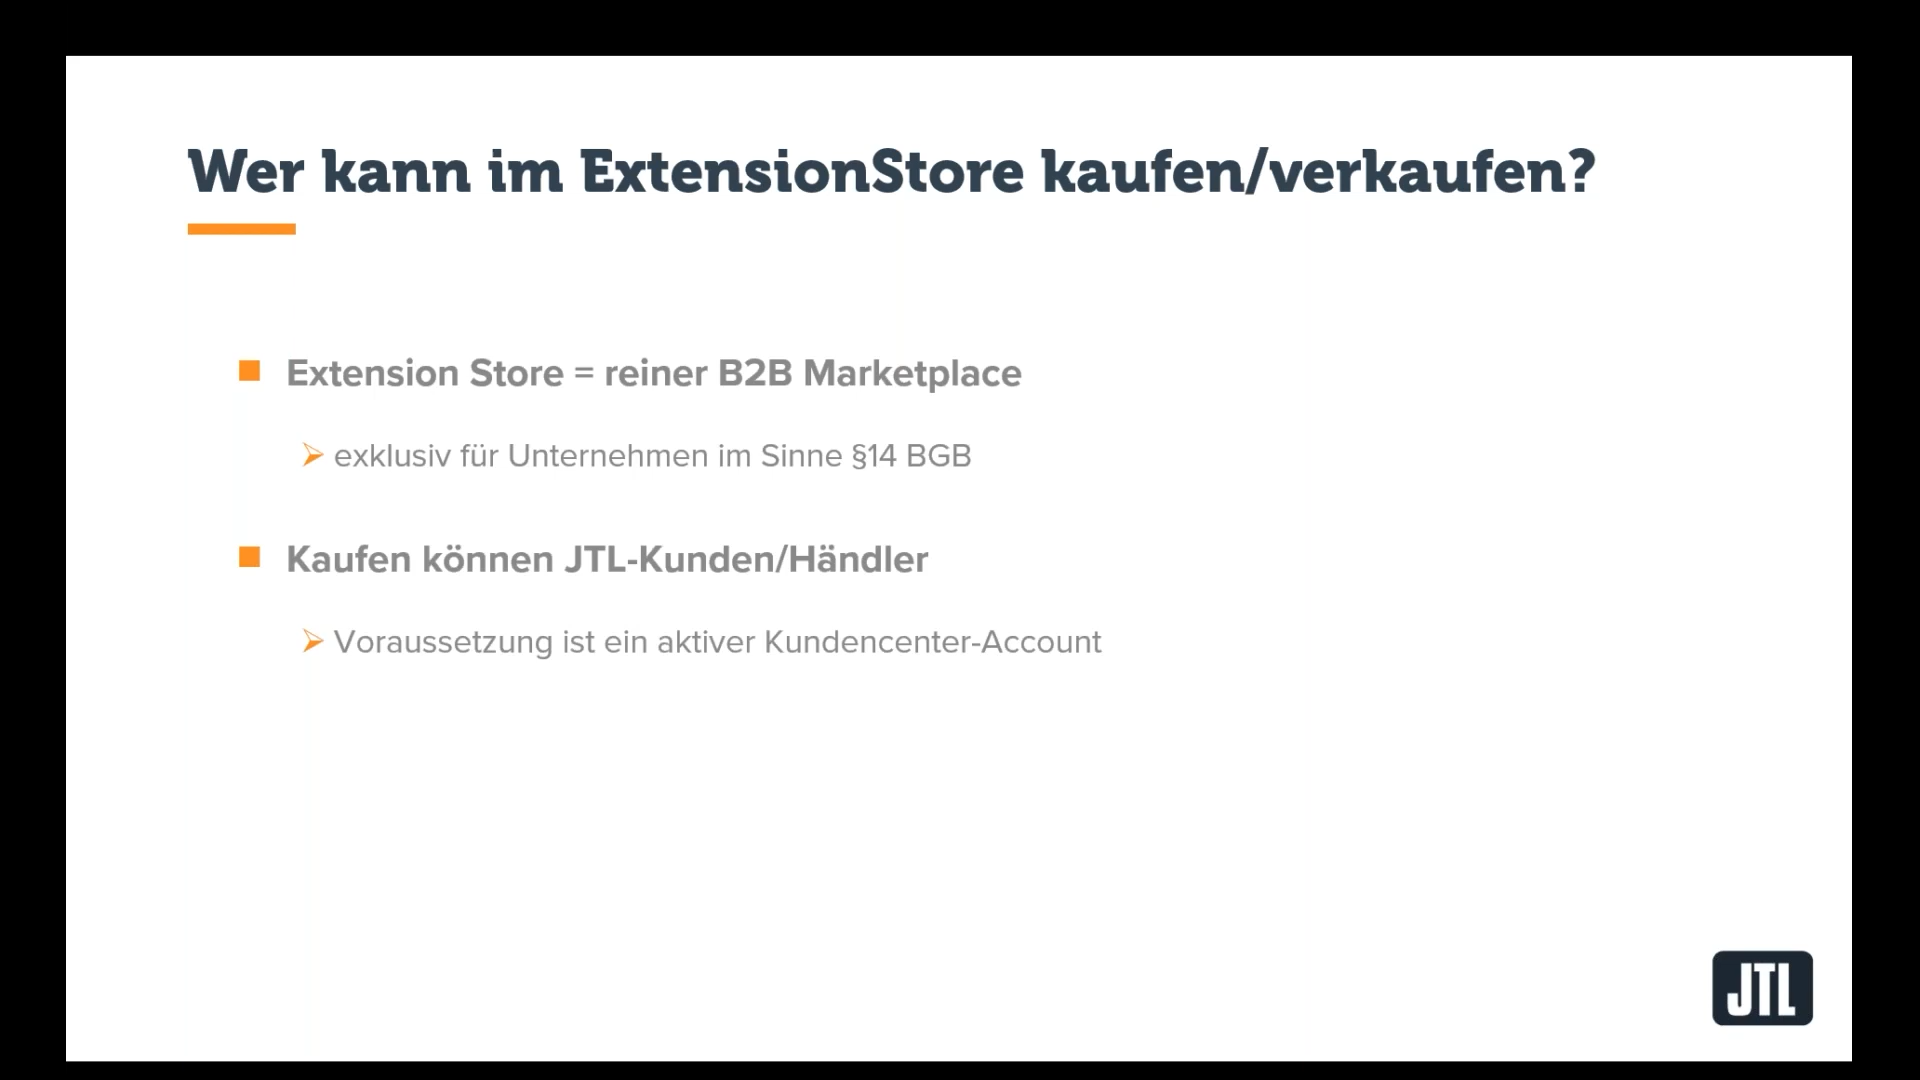 Wer kann im ExtensionStore kaufen/verkaufen?
Extension Store = reiner B2B Marketplace
exklusiv für Unternehmen im Sinne §14 BGB
Kaufen können JTL-Kunden/Händler
Voraussetzung ist ein aktiver Kundencenter-Account
JTL